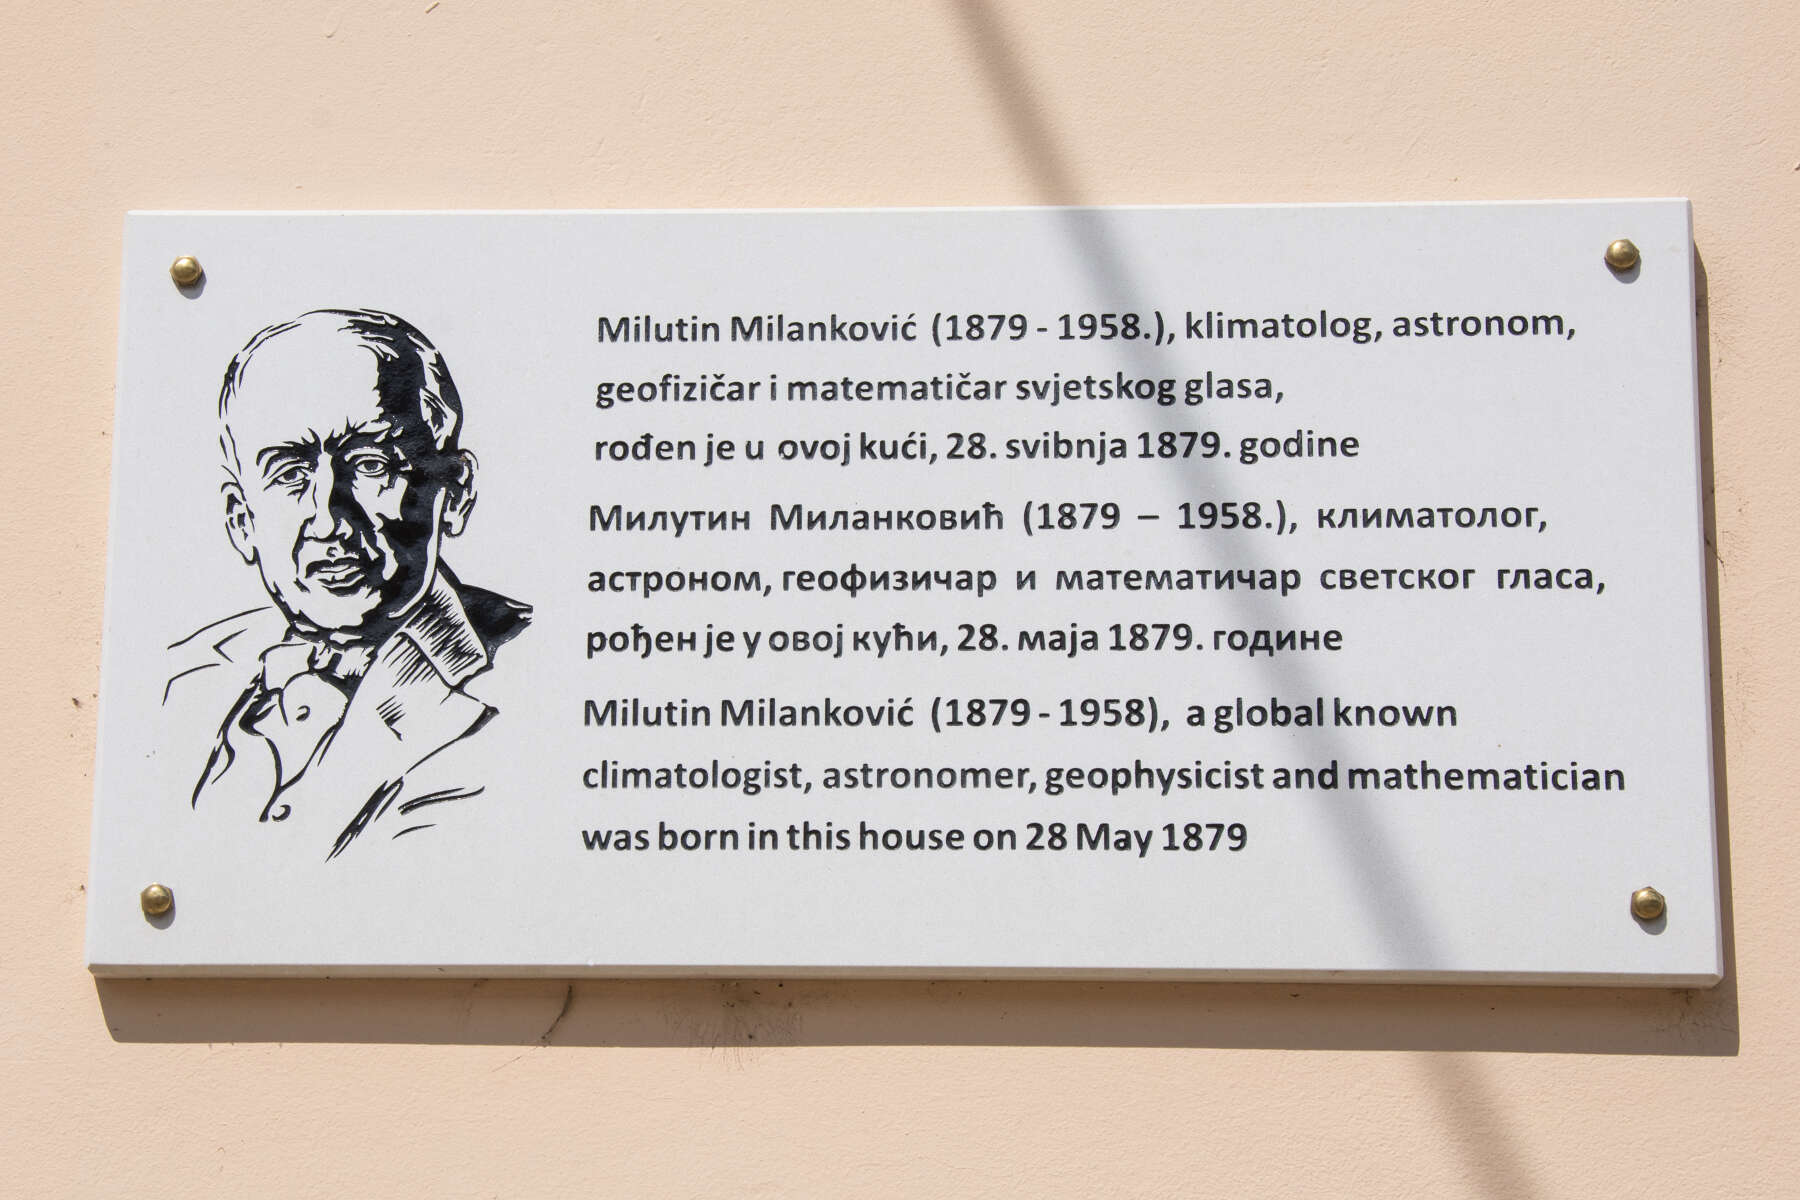 Milutin Milanković (1879 - 1958.), klimatolog, astronom,
geofizičar i matematičar svjetskog glasa,
rođen je u ovoj kući, 28. svibnja 1879. godine
Милутин Миланковић (1879 – 1958.), климатолог,
астроном, геофизичар и математичар светског гласа,
рођен је у овој кући, 28. маја 1879. године
Milutin Milanković (1879 - 1958), a global known
climatologist, astronomer, geophysicist and mathematician
was born in this house on 28 May 1879